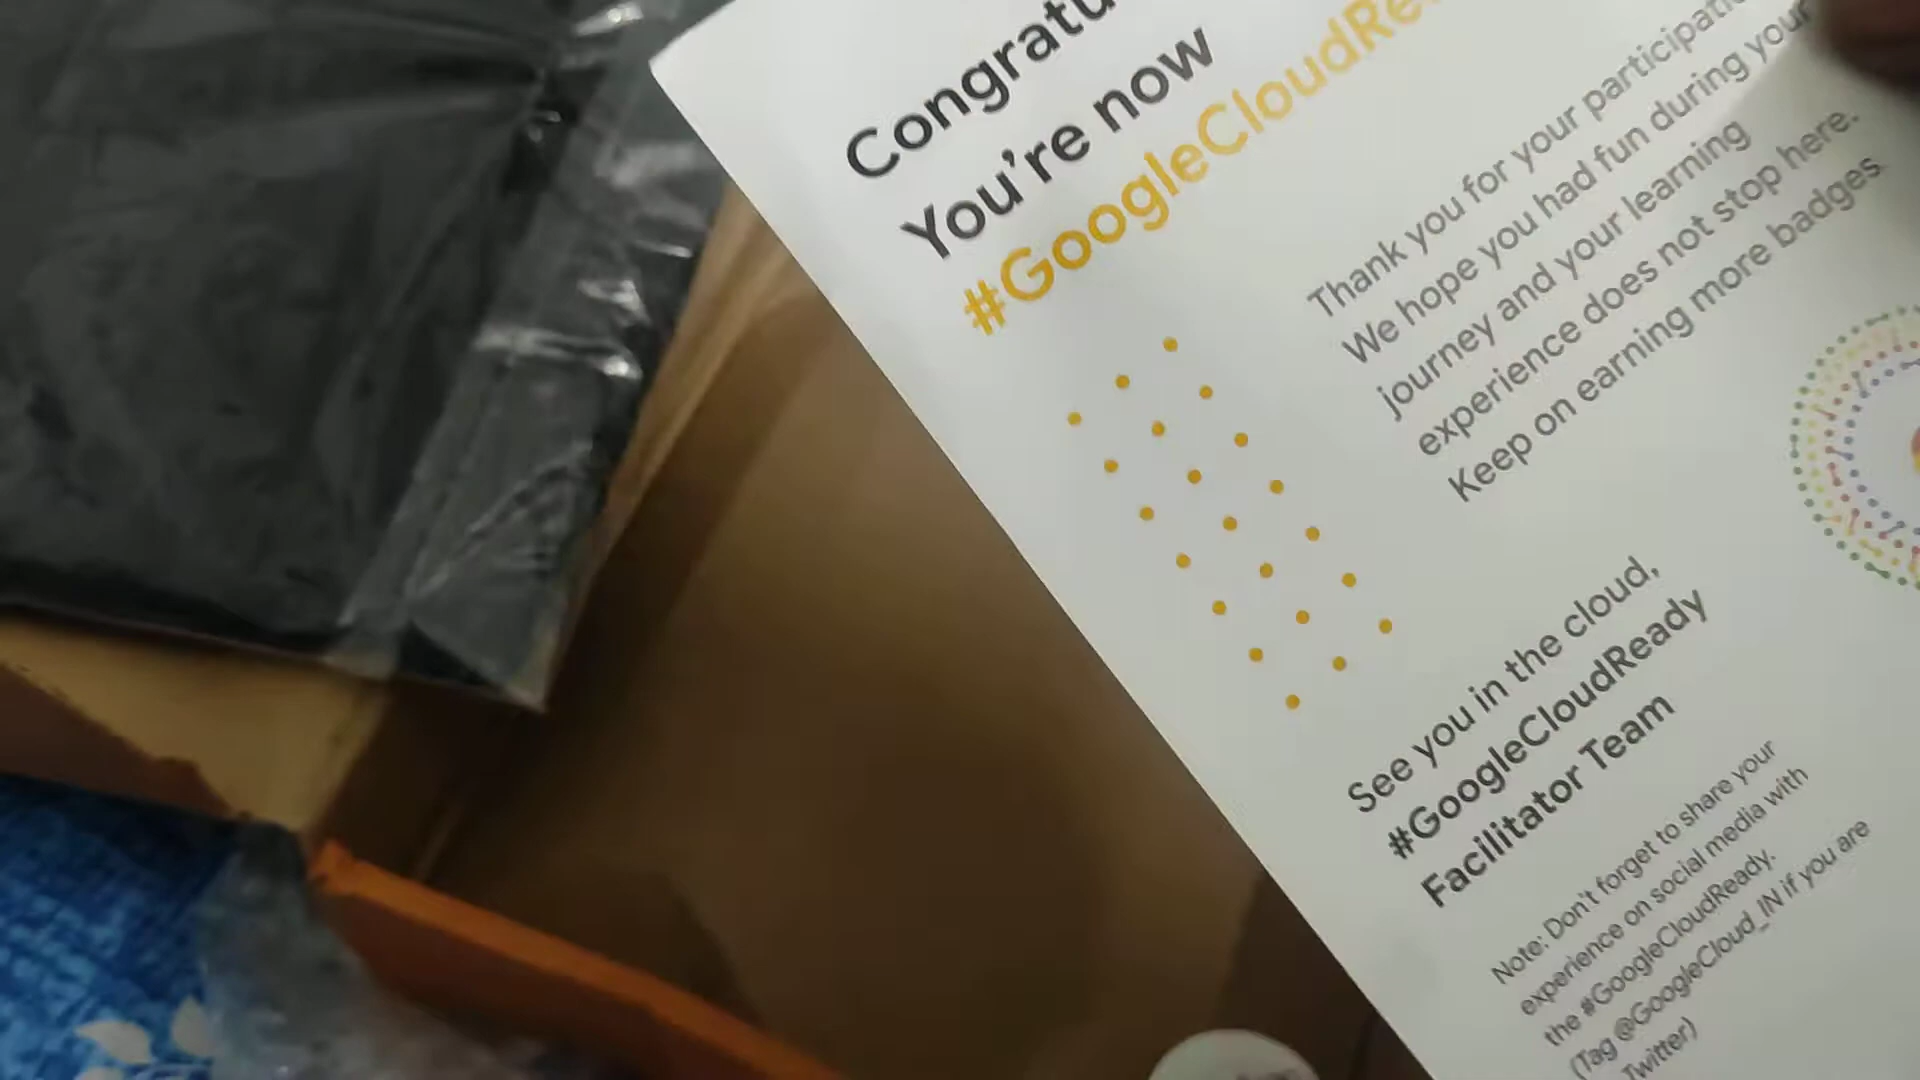 You're now
Thank you for your
We hope you had fun during your
journey and your learning
experience does not stop here.
Keep on earning more badges
See you in the cloud,
#GoogleCloudReady
Facilitator Team
Note: Don't forget to share your
experience on social media with
the #GoogleCloudReady.
(Tag @GoogleCloud_IN if you are
Twitter)